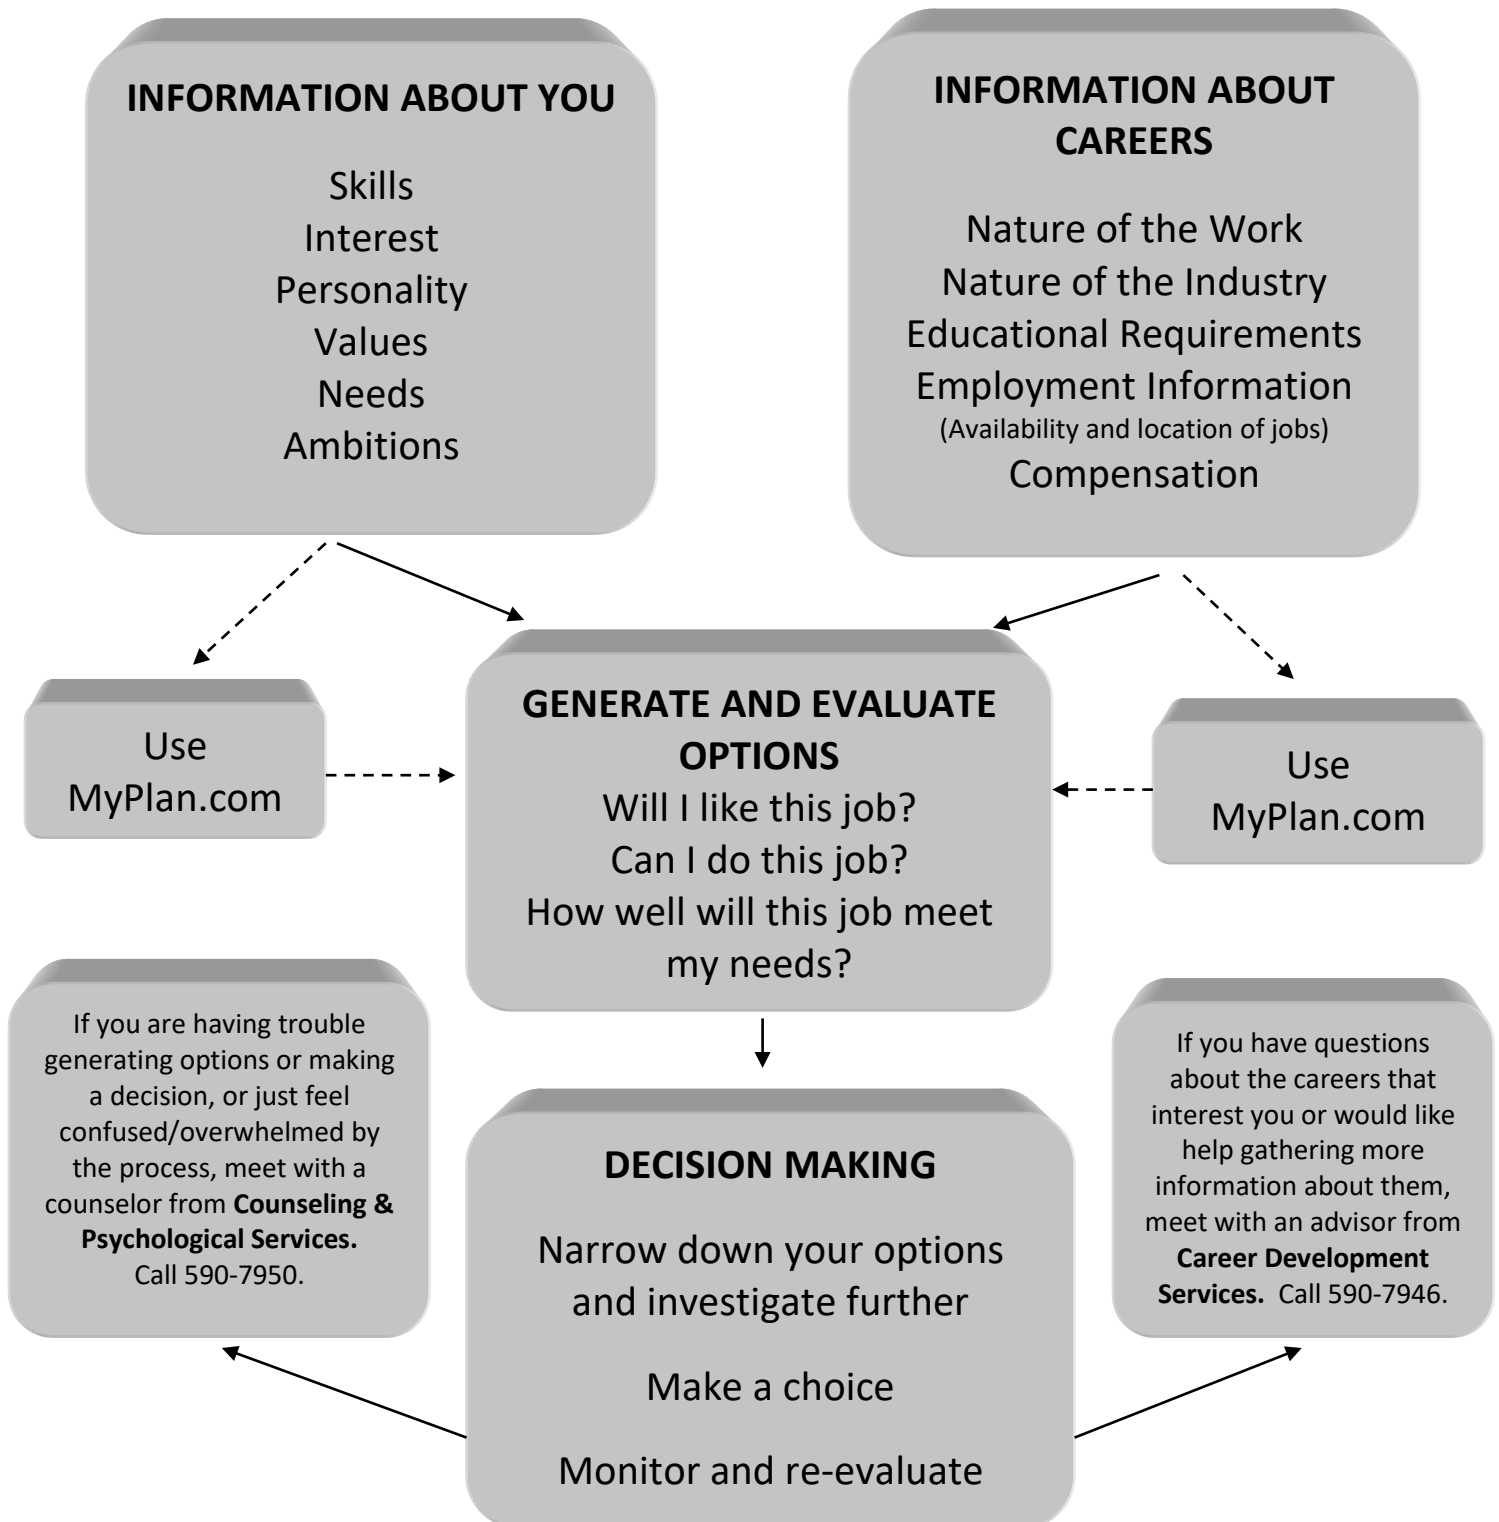 INFORMATION ABOUT YOU
Skills
Interest
Personality
Values
Needs
Ambitions
INFORMATION ABOUT
CAREERS
Nature of the Work
Nature of the Industry
Educational Requirements
Employment Information
(Availability and location of jobs)
Compensation
Use
MyPlan.com
GENERATE AND EVALUATE
OPTIONS
Will I like this job?
Can I do this job?
How well will this job meet
my needs?
Use
MyPlan.com
If you are having trouble
generating options or making
a decision, or just feel
confused/overwhelmed by
the process, meet with a
counselor from Counseling &
Psychological Services.
Call 590-7950.
DECISION MAKING
Narrow down your options
and investigate further
Make a choice
Monitor and re-evaluate
If you have questions
about the careers that
interest you or would like
help gathering more
information about them,
meet with an advisor from
Career Development
Services.  Call 590-7946.